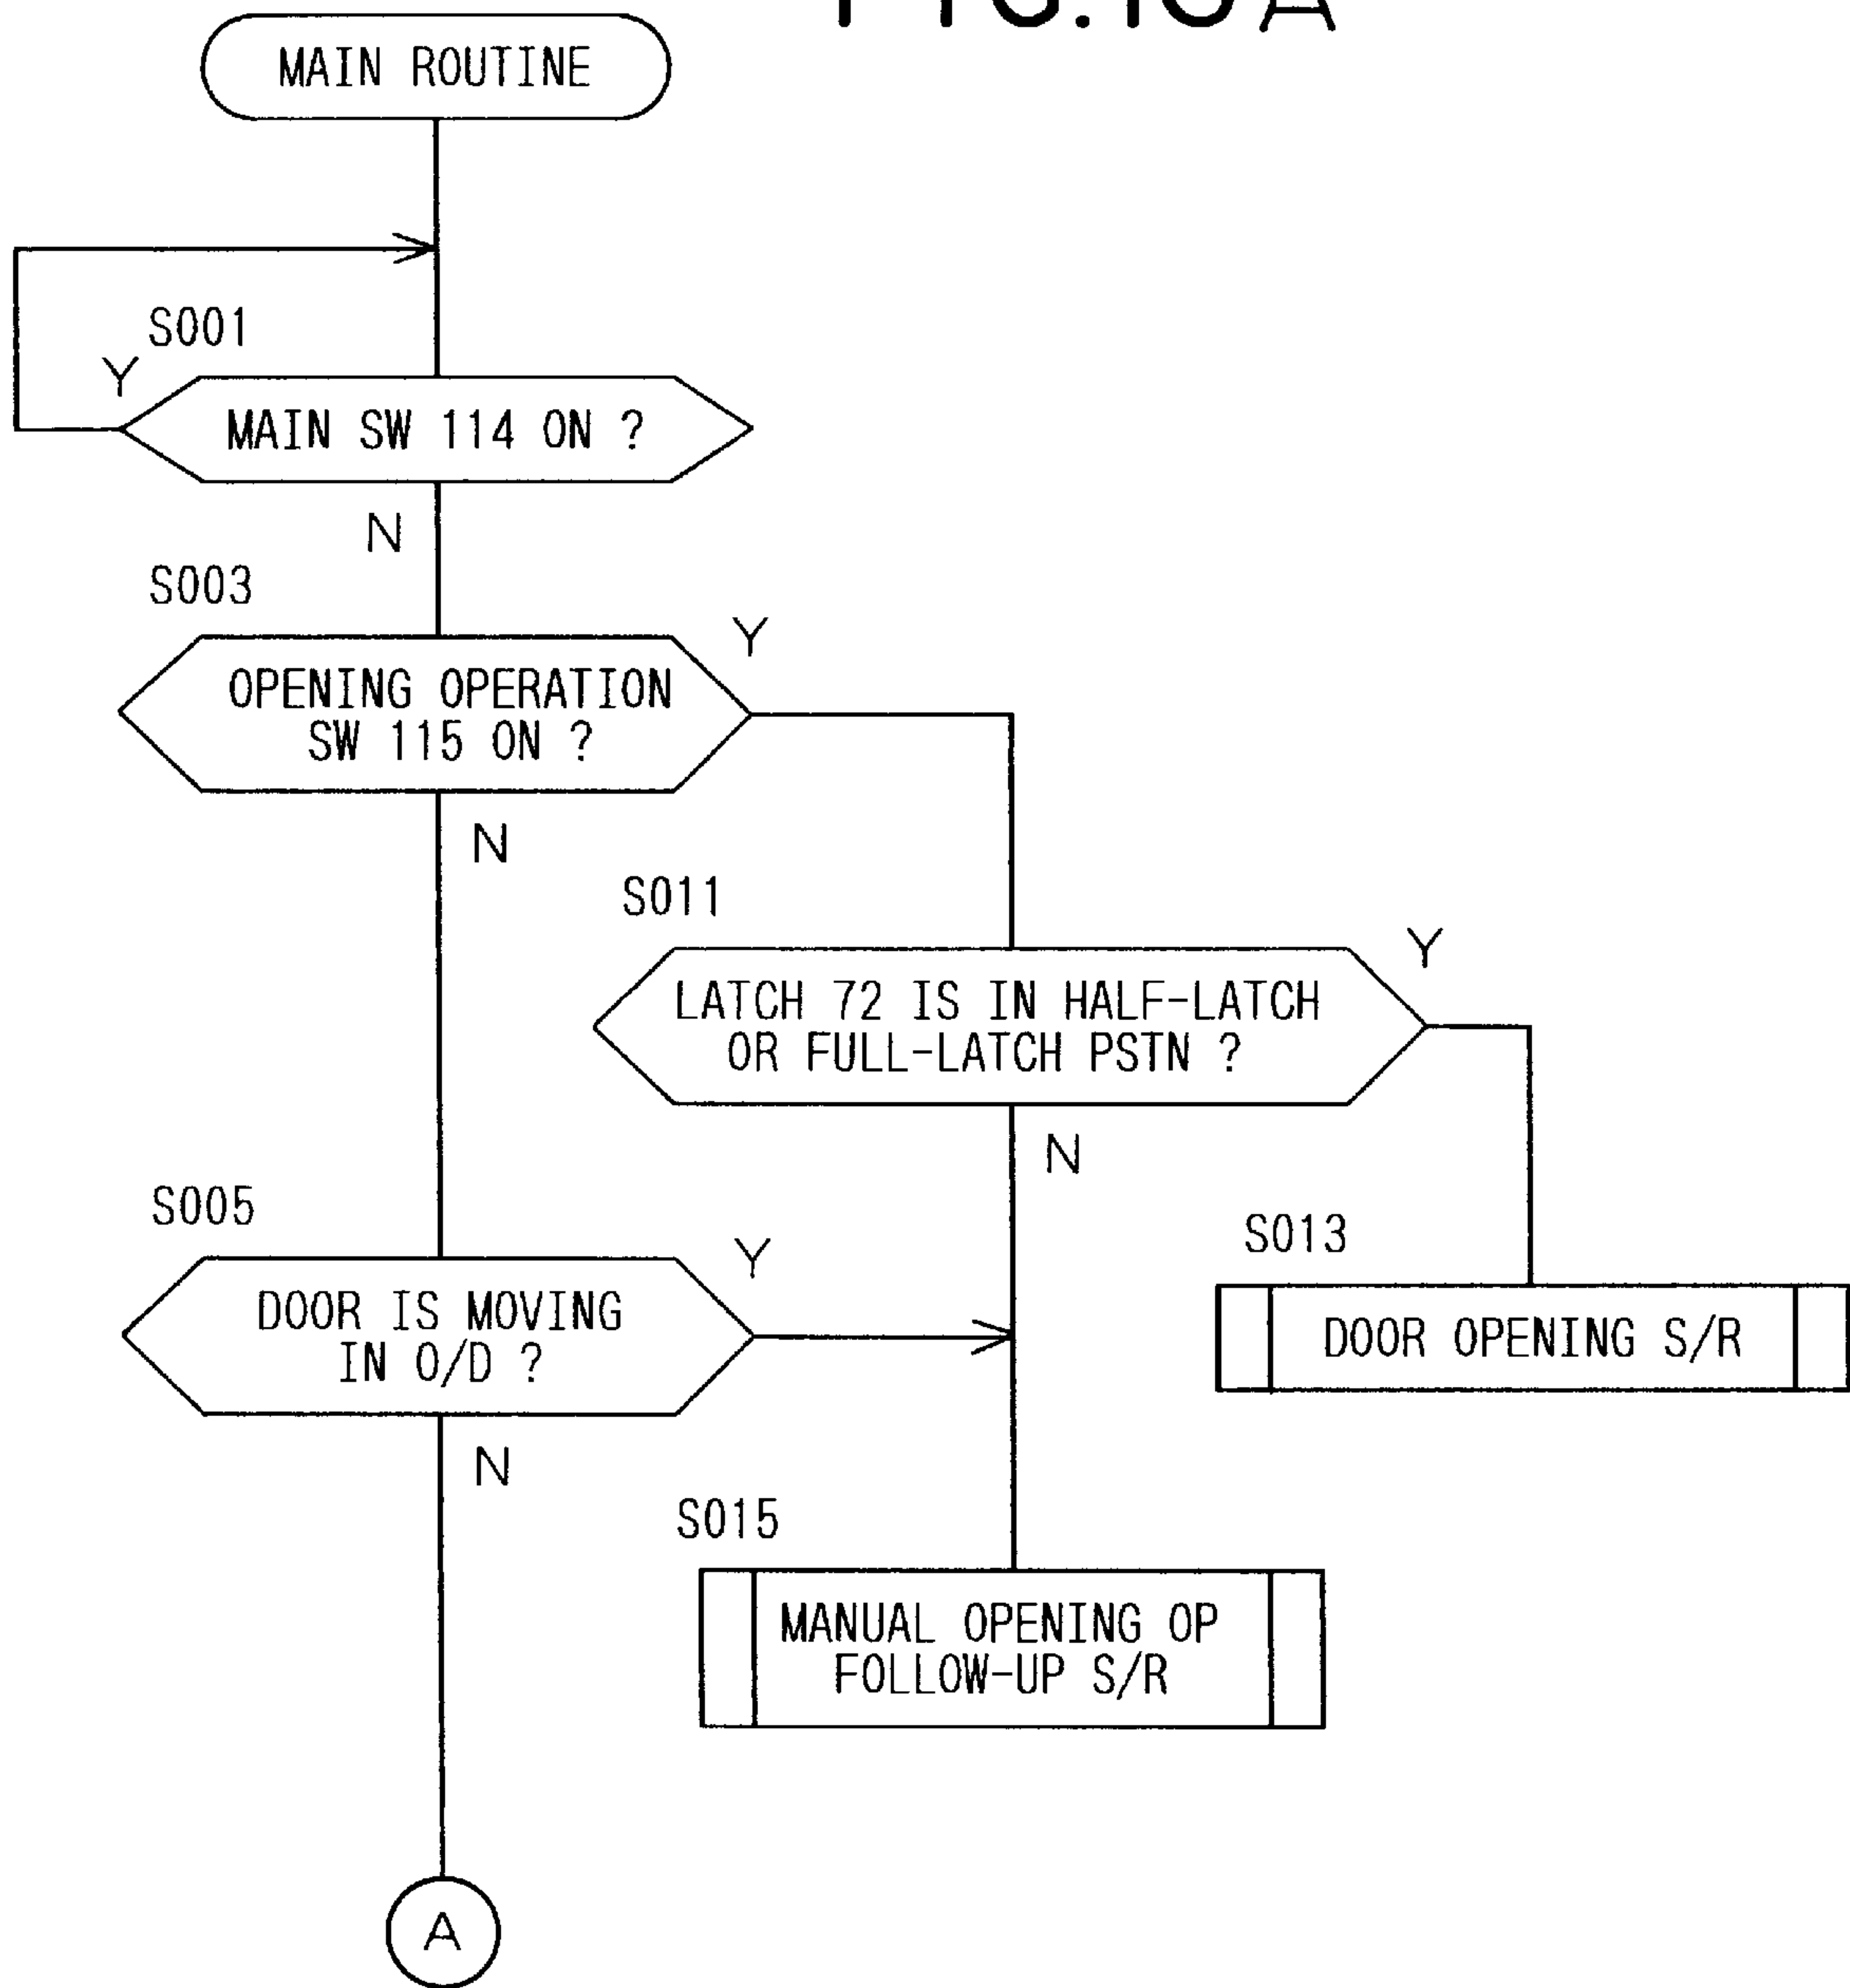 FIG.10A
MAIN ROUTINE
S001
Y
MAIN SW 114 ON ?
N
S003
Y
OPENING OPERATION
SW 115 ON ?
N
S011
Y
LATCH 72 IS IN HALF-LATCH
OR FULL-LATCH PSTN ?
N
S005
Y
DOOR IS MOVING
IN O/D ?
N
S013
DOOR OPENING S/R
S015
MANUAL OPENING OP
FOLLOW-UP S/R
A